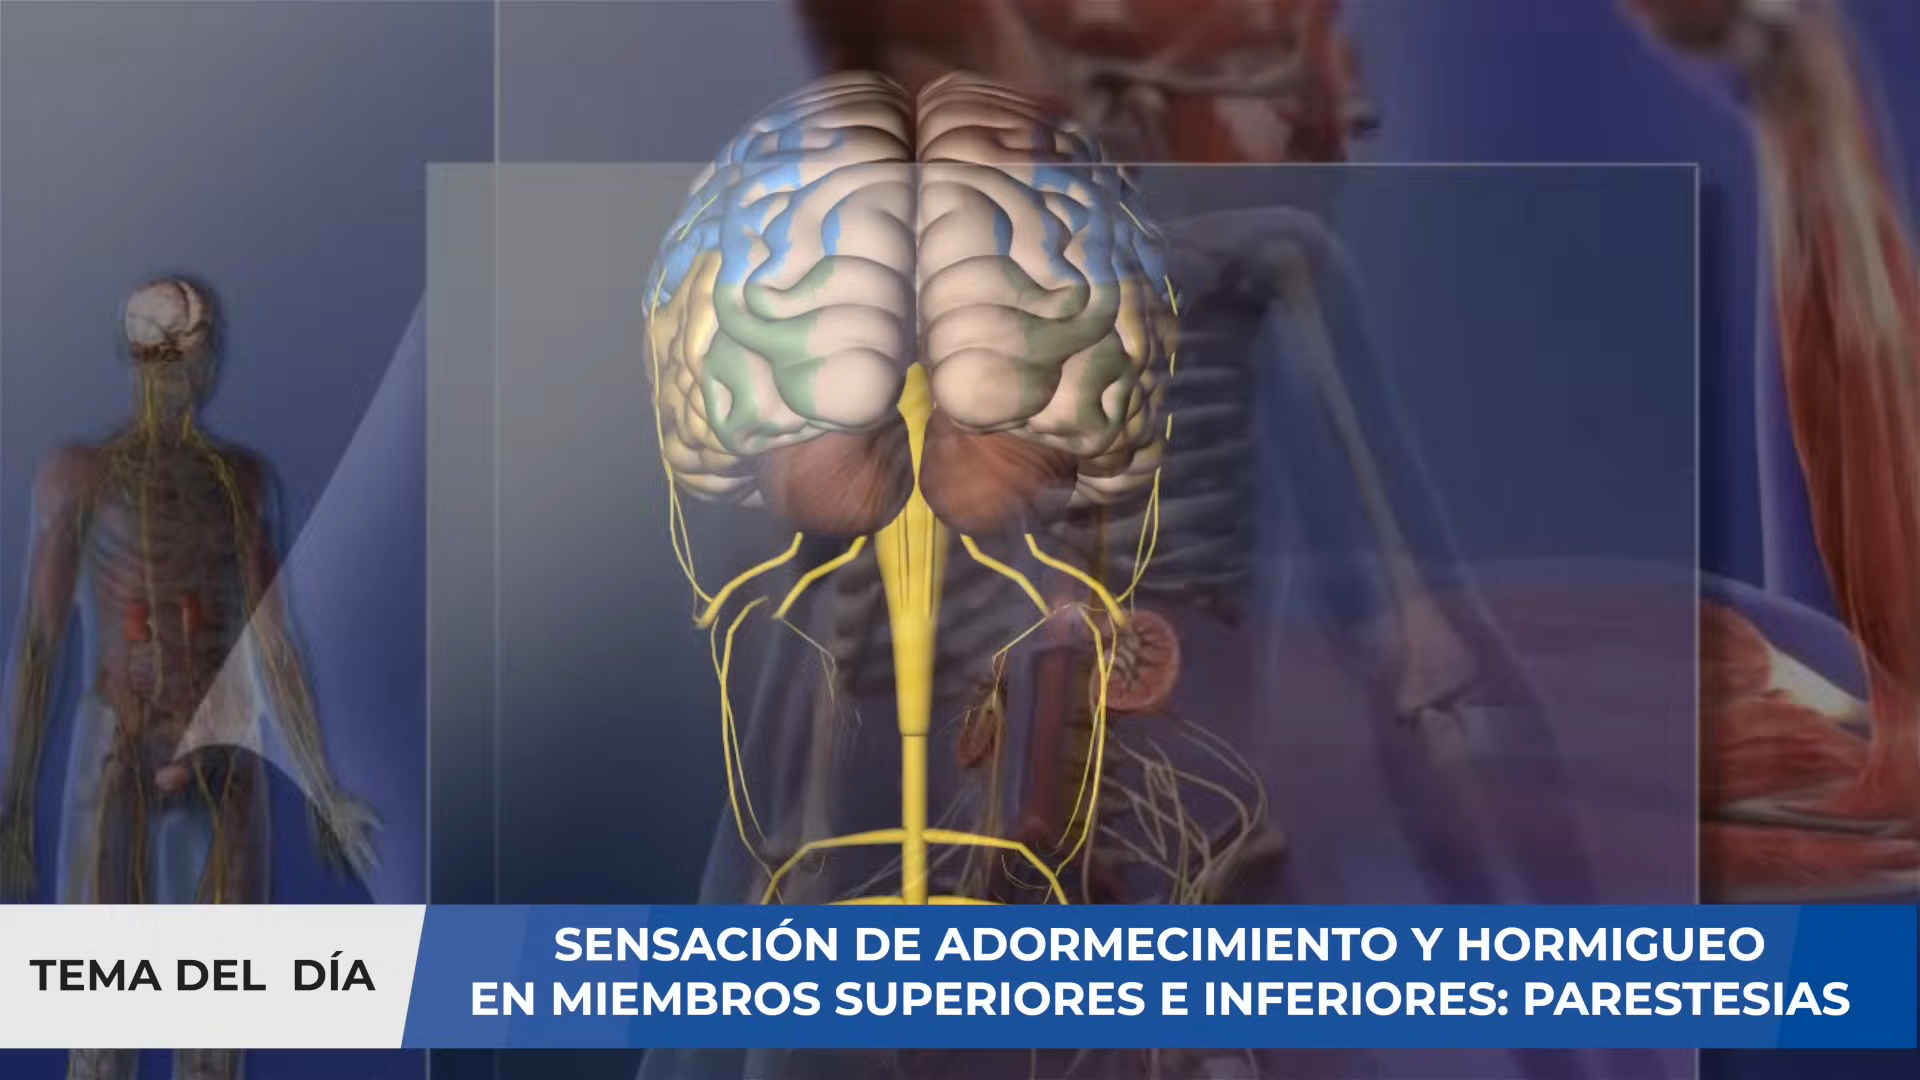 TEMA DEL DÍA
SENSACIÓN DE ADORMECIMIENTO Y HORMIGUEO
EN MIEMBROS SUPERIORES E INFERIORES: PARESTESIAS